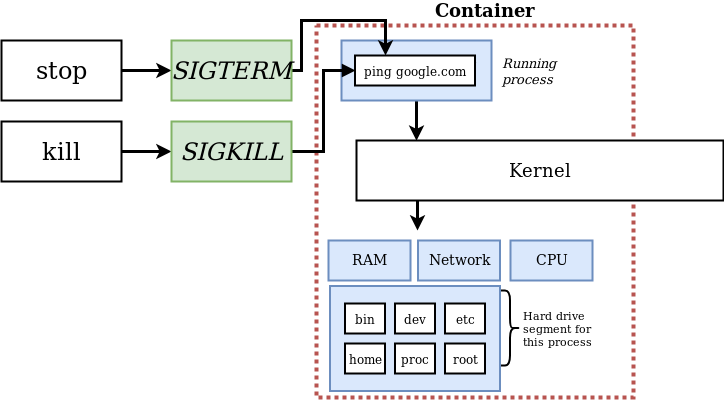 Container
stop
SIGTERM
ping google.com
Running
process
kill
SIGKILL
Kernel
RAM
Network
CPU
bin
dev
etc
home
proc
root
Hard drive
segment for
this process